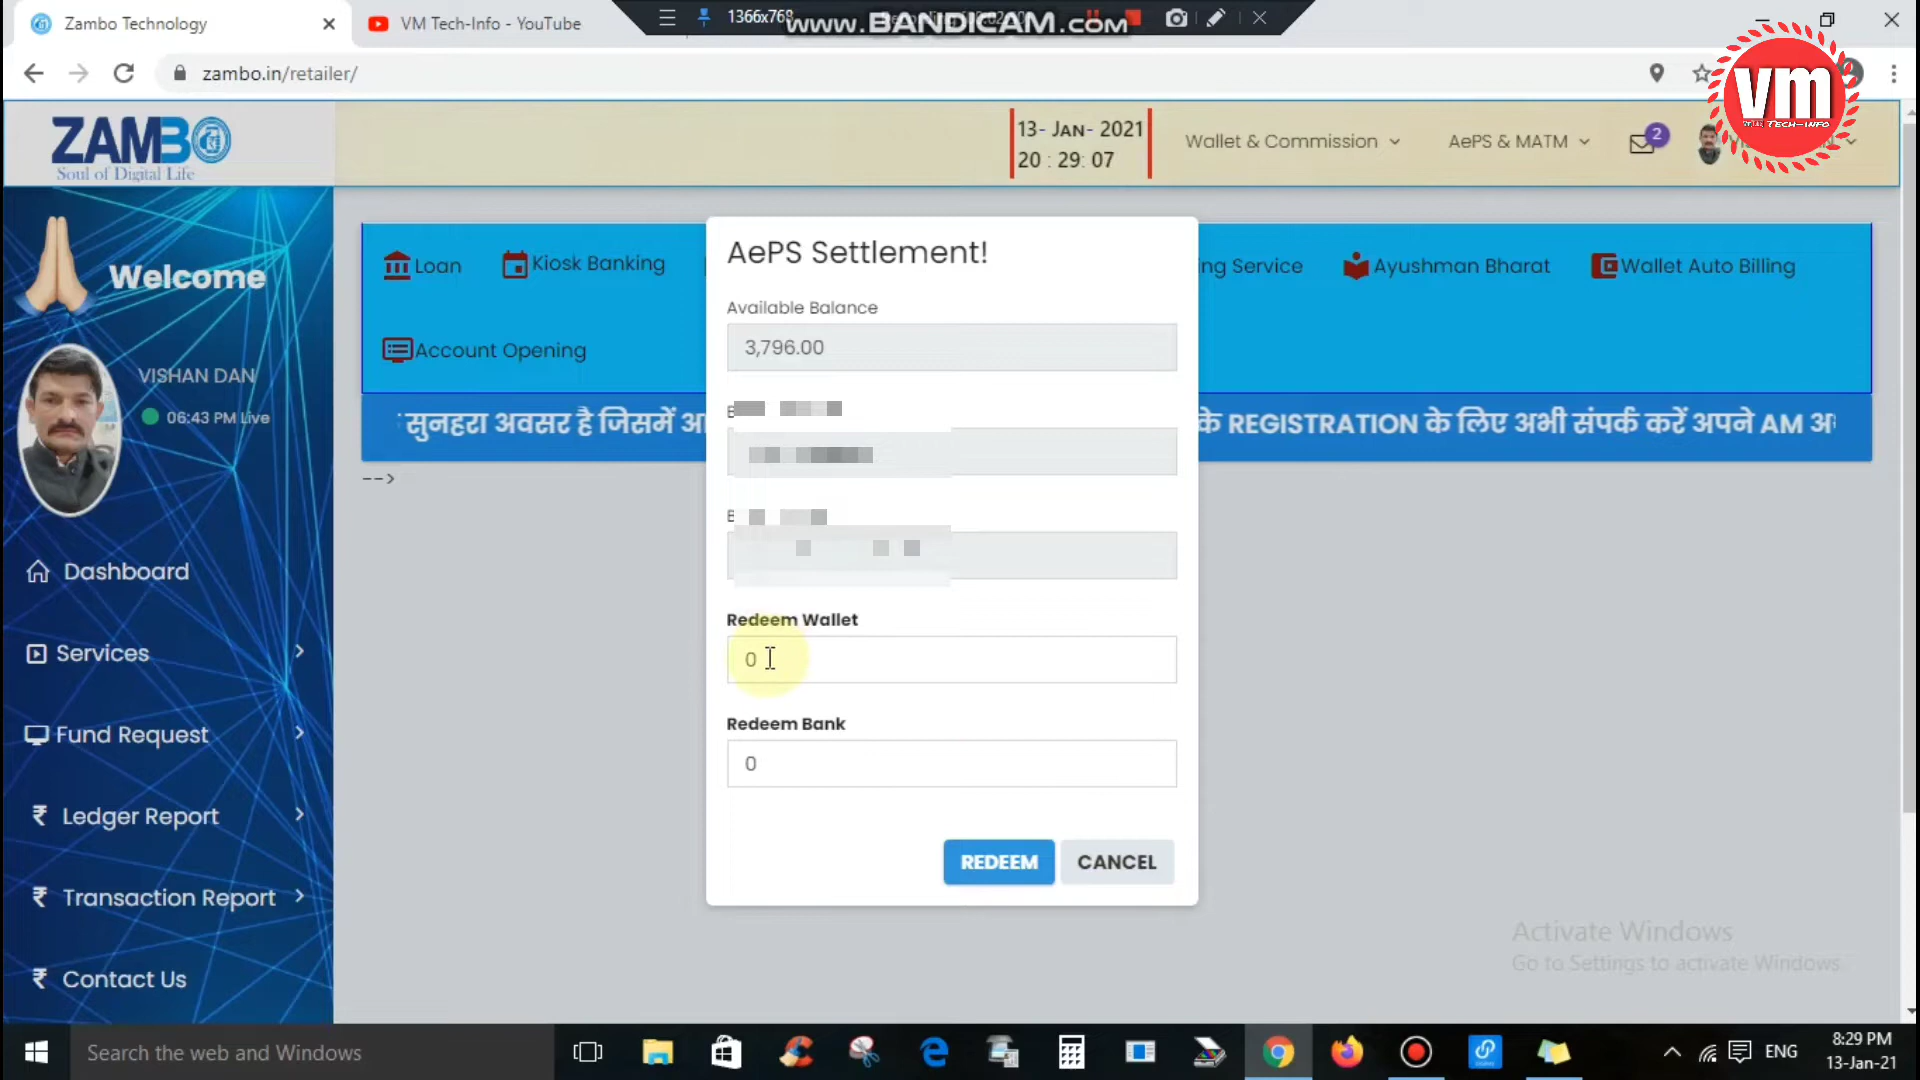 Zambo Technology
VM Tech-Info - YouTube
1366x768
www.BANDICAM.com
zambo.in/retailer/
vm
TECH-INFO
ZAMBO
Soul of Digital Life
13- JAN- 2021
20 : 29: 07
Wallet & Commission
AePS & MATM
2
Welcome
VISHAN DAN
06:43 PM Live
Loan
Kiosk Banking
ng Service
Ayushman Bharat
Wallet Auto Billing
Account Opening
सुनहरा अवसर है जिसमें
के REGISTRATION के लिए अभी संपर्क करें अपने AM
-->
AePS Settlement!
Available Balance
3,796.00
Redeem Wallet
0
Redeem Bank
0
REDEEM
CANCEL
Dashboard
Services
Fund Request
₹ Ledger Report
₹ Transaction Report
₹ Contact Us
Activate Windows
Go to Settings to activate Windows.
Search the web and Windows
ENG
8:29 PM
13-Jan-21